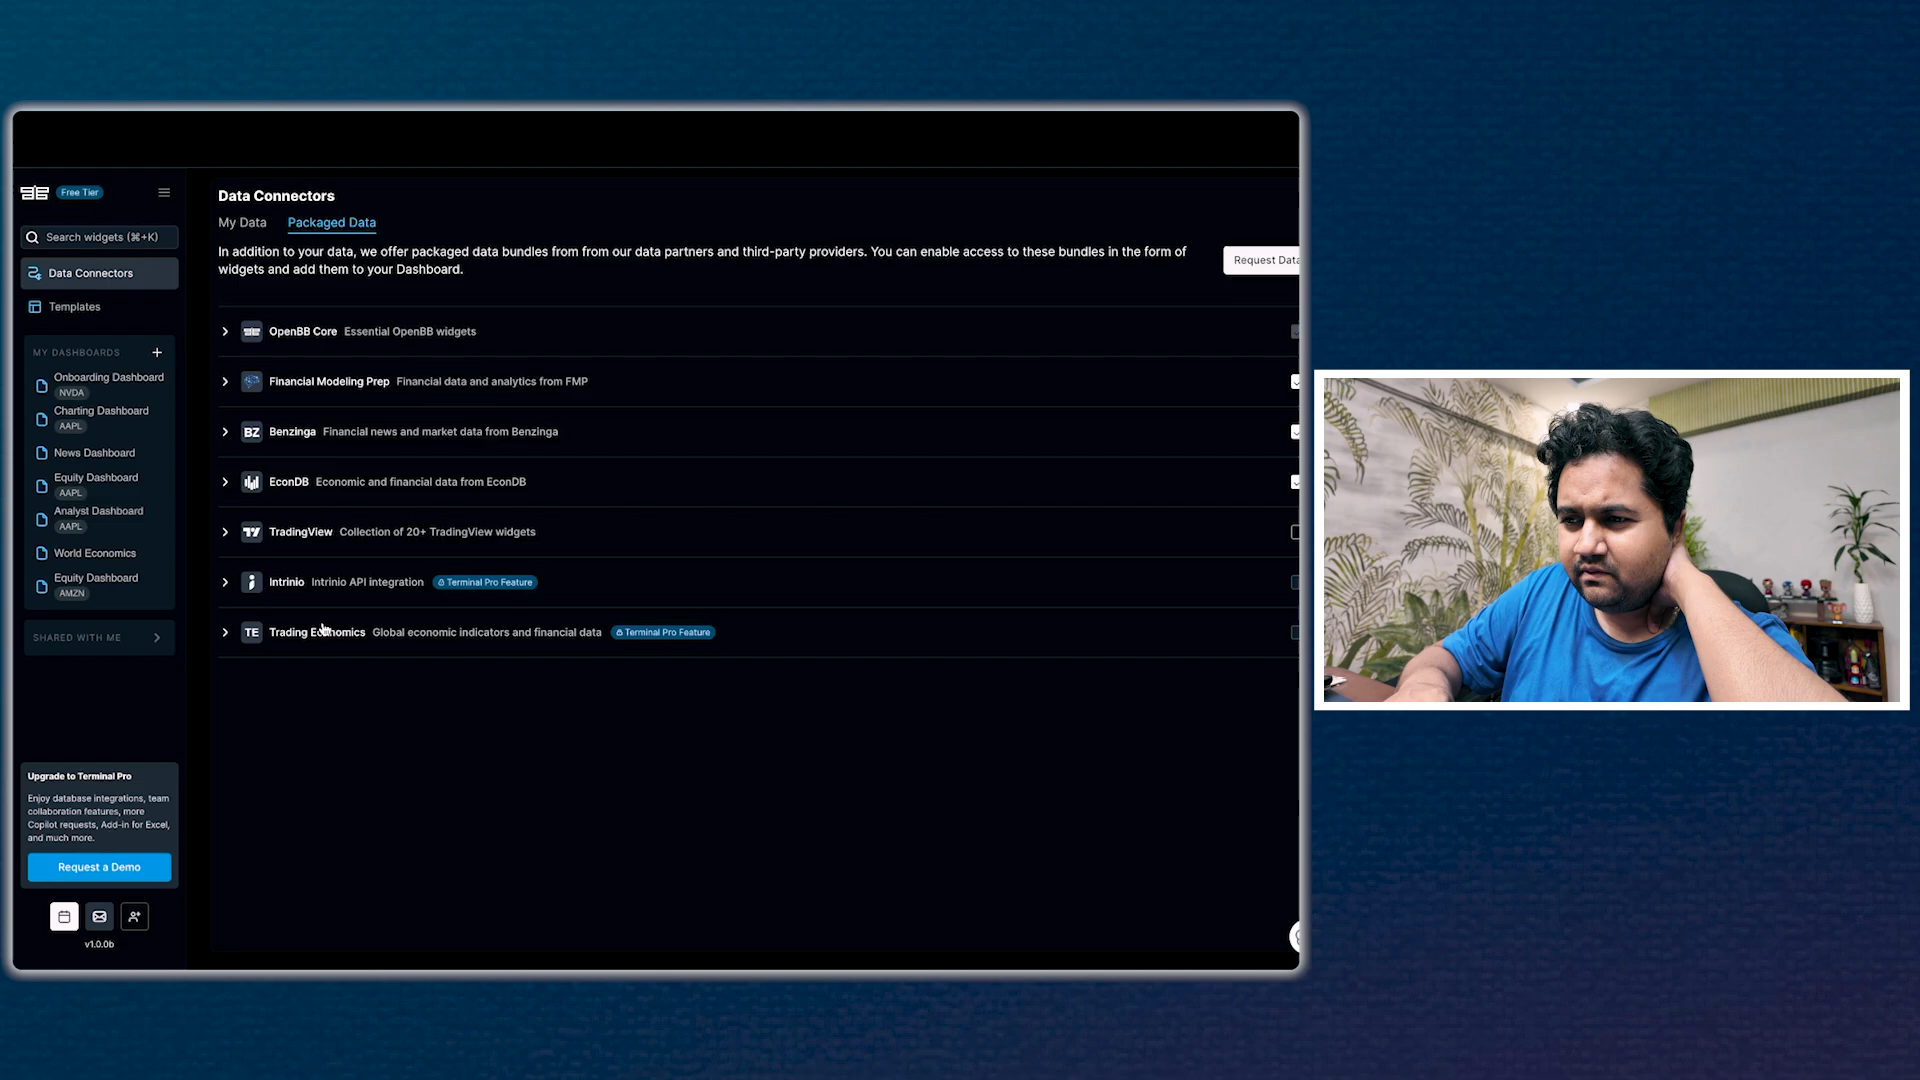 Free Tier
Search widgets (⌘+K)
Data Connectors
Templates
MY DASHBOARDS
Onboarding Dashboard
NVDA
Charting Dashboard
AAPL
News Dashboard
Equity Dashboard
AAPL
Analyst Dashboard
AAPL
World Economics
Equity Dashboard
AMZN
SHARED WITH ME
Upgrade to Terminal Pro
Enjoy database integrations, team
collaboration features, more
Copilot requests, Add-in for Excel,
and much more.
Request a Demo
v1.0.0b
Data Connectors
My Data Packaged Data
In addition to your data, we offer packaged data bundles from from our data partners and third-party providers. You can enable access to these bundles in the form of
widgets and add them to your Dashboard.
Request Data
OpenBB Core Essential OpenBB widgets
Financial Modeling Prep Financial data and analytics from FMP
BZ Benzinga Financial news and market data from Benzinga
EconDB Economic and financial data from EconDB
TradingView Collection of 20+ TradingView widgets
Intrinio Intrinio API integration Terminal Pro Feature
TE Trading Economics Global economic indicators and financial data Terminal Pro Feature